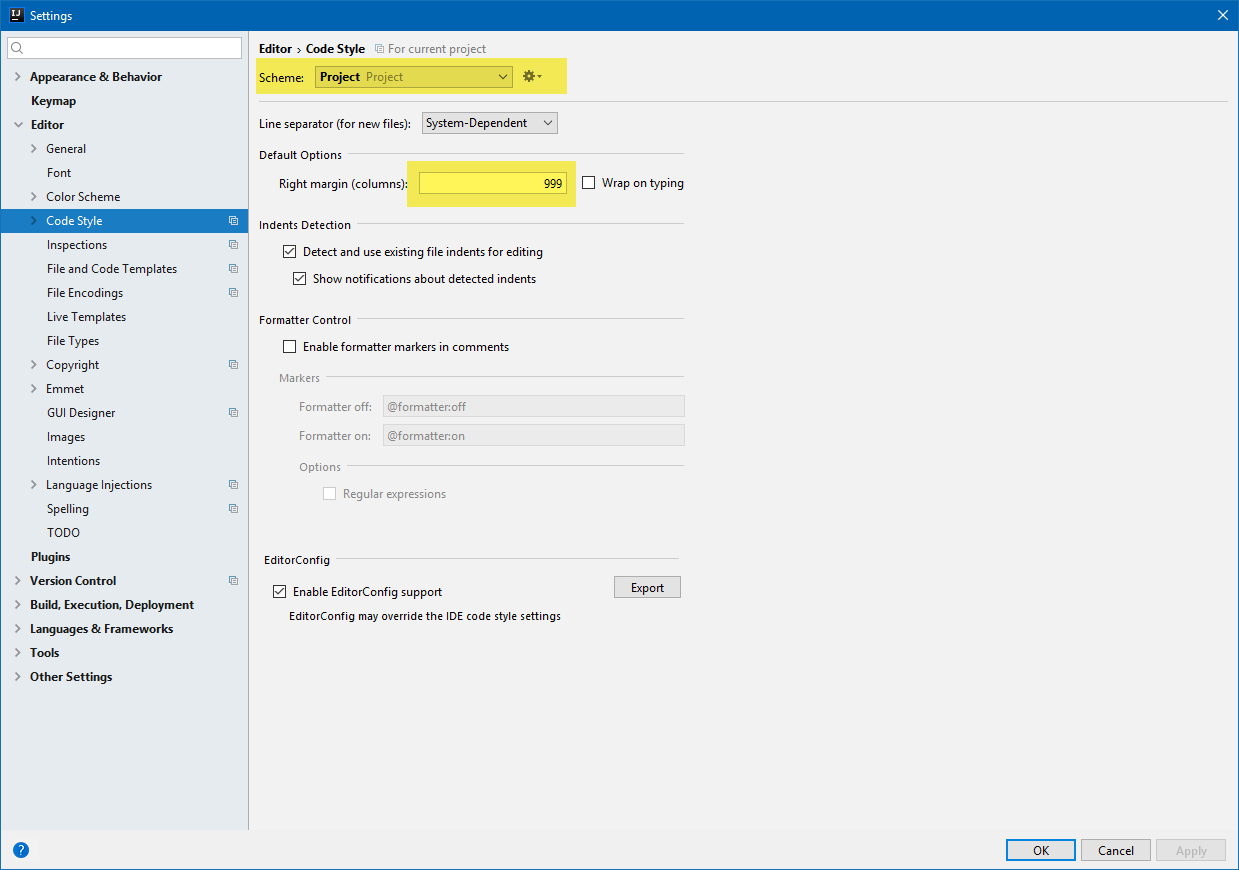 IJ Settings
Appearance & Behavior
Keymap
Editor
General
Font
Color Scheme
Code Style
Inspections
File and Code Templates
File Encodings
Live Templates
File Types
Copyright
Emmet
GUI Designer
Images
Intentions
Language Injections
Spelling
TODO
Plugins
Version Control
Build, Execution, Deployment
Languages & Frameworks
Tools
Other Settings
Editor › Code Style For current project
Scheme: Project Project
Line separator (for new files): System-Dependent
Default Options
Right margin (columns): 999 Wrap on typing
Indents Detection
Detect and use existing file indents for editing
Show notifications about detected indents
Formatter Control
Enable formatter markers in comments
Markers
Formatter off: @formatter:off
Formatter on: @formatter:on
Options
Regular expressions
EditorConfig
Enable EditorConfig support Export
EditorConfig may override the IDE code style settings
? OK Cancel Apply